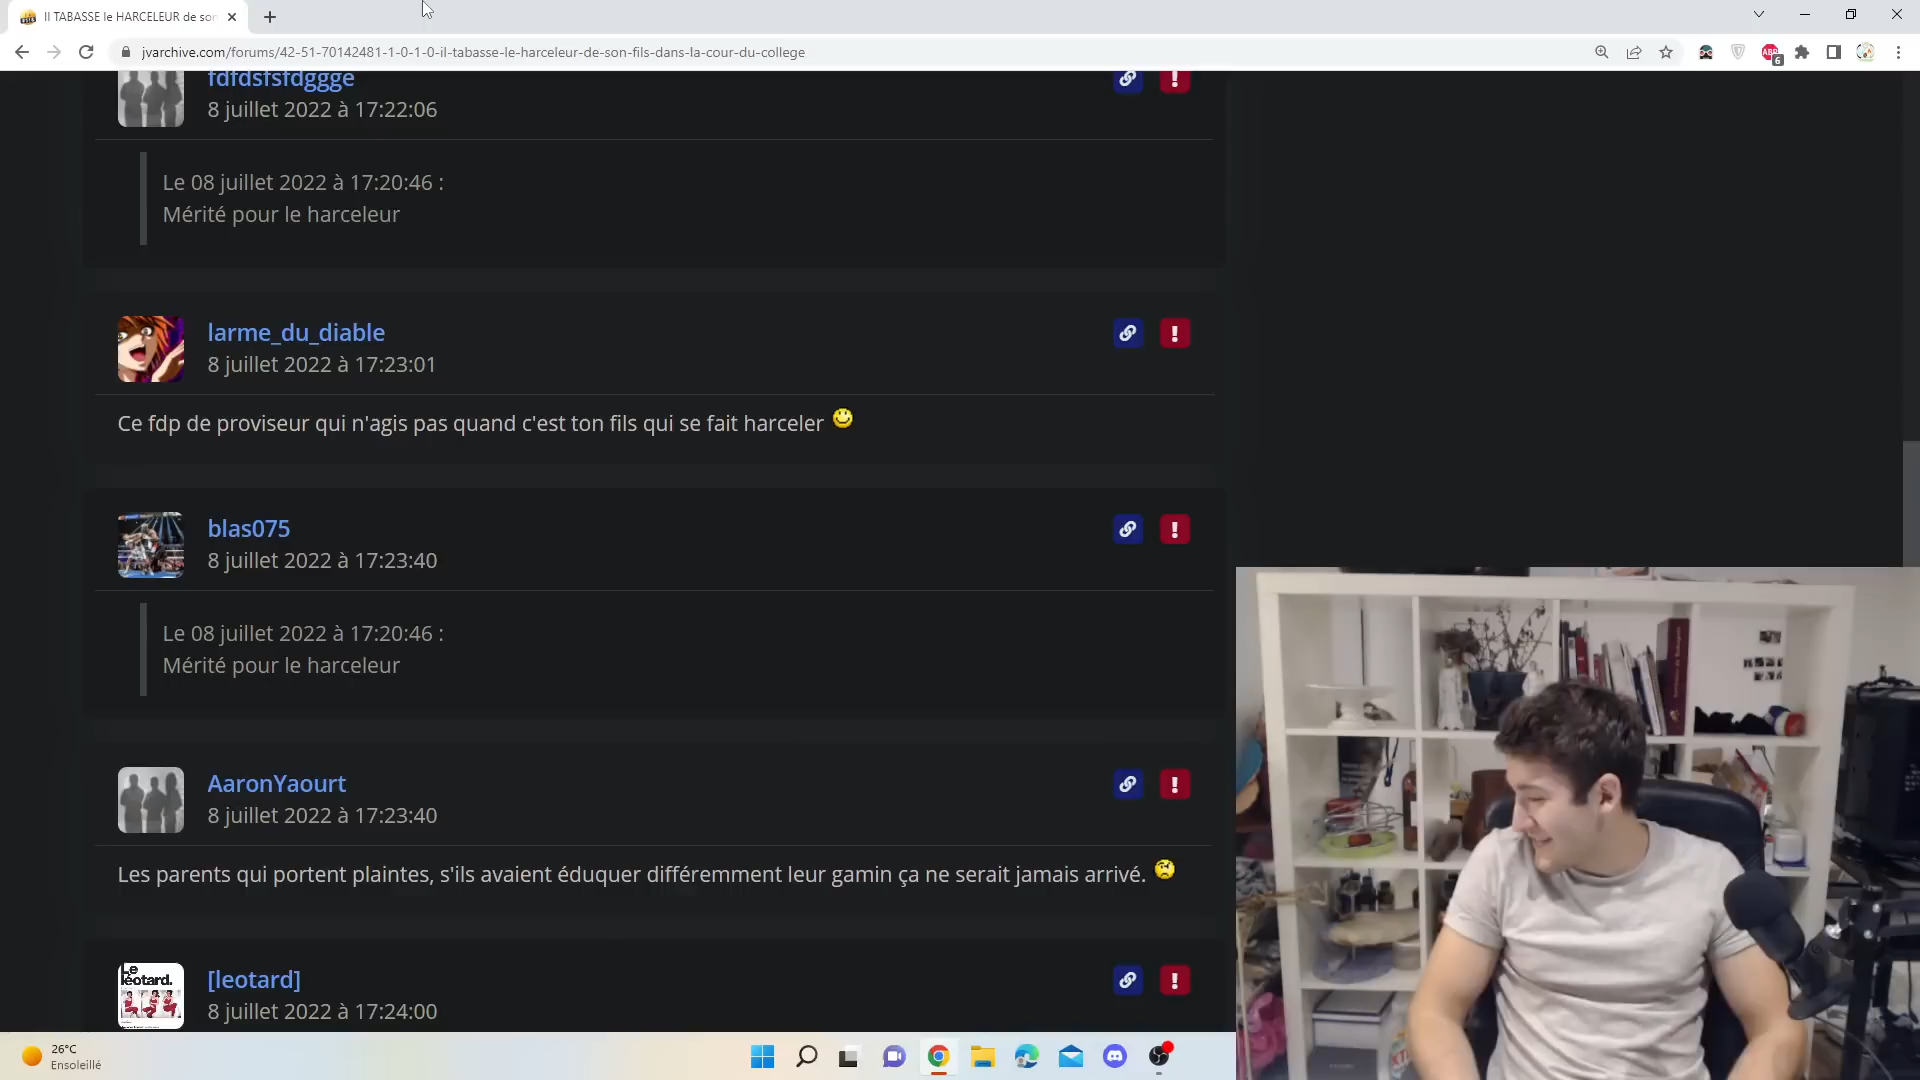 Il TABASSE le HARCELEUR de son
jvarchive.com/forums/42-51-70142481-1-0-1-0-il-tabasse-le-harceleur-de-son-fils-dans-la-cour-du-college
ABP
6
fdfdsfsfdggge
8 juillet 2022 à 17:22:06
Le 08 juillet 2022 à 17:20:46 :
Mérité pour le harceleur
larme_du_diable
8 juillet 2022 à 17:23:01
Ce fdp de proviseur qui n'agis pas quand c'est ton fils qui se fait harceler
blas075
8 juillet 2022 à 17:23:40
Le 08 juillet 2022 à 17:20:46 :
Mérité pour le harceleur
AaronYaourt
8 juillet 2022 à 17:23:40
Les parents qui portent plaintes, s'ils avaient éduquer différemment leur gamin ça ne serait jamais arrivé.
Le
léotard.
[leotard]
8 juillet 2022 à 17:24:00
26°C
Ensoleillé